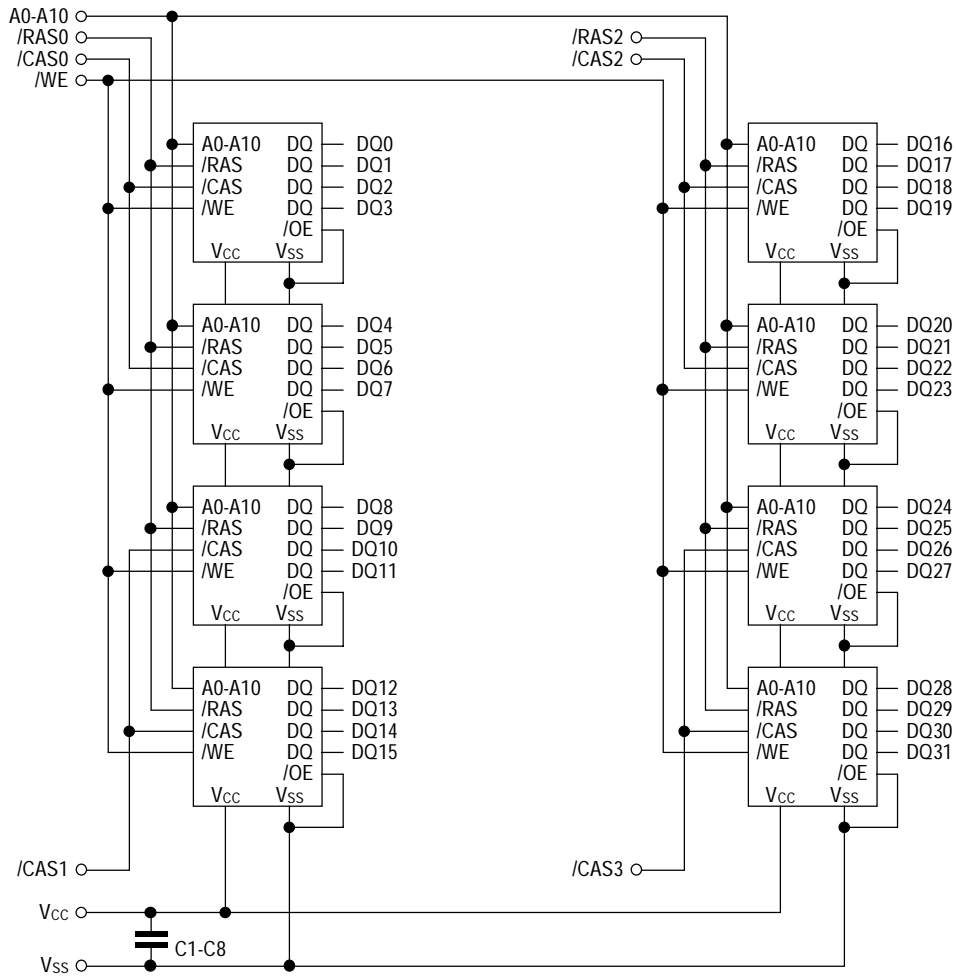 A0-A10
/RAS0
/CAS0
/WE
/RAS2
/CAS2
A0-A10 DQ DQ0
/RAS DQ DQ1
/CAS DQ DQ2
/WE DQ DQ3
/OE
VCC VSS
A0-A10 DQ DQ4
/RAS DQ DQ5
/CAS DQ DQ6
/WE DQ DQ7
/OE
VCC VSS
A0-A10 DQ DQ8
/RAS DQ DQ9
/CAS DQ DQ10
/WE DQ DQ11
/OE
VCC VSS
A0-A10 DQ DQ12
/RAS DQ DQ13
/CAS DQ DQ14
/WE DQ DQ15
/OE
VCC VSS
A0-A10 DQ DQ16
/RAS DQ DQ17
/CAS DQ DQ18
/WE DQ DQ19
/OE
VCC VSS
A0-A10 DQ DQ20
/RAS DQ DQ21
/CAS DQ DQ22
/WE DQ DQ23
/OE
VCC VSS
A0-A10 DQ DQ24
/RAS DQ DQ25
/CAS DQ DQ26
/WE DQ DQ27
/OE
VCC VSS
A0-A10 DQ DQ28
/RAS DQ DQ29
/CAS DQ DQ30
/WE DQ DQ31
/OE
VCC VSS
/CAS1
/CAS3
VCC
C1-C8
VSS